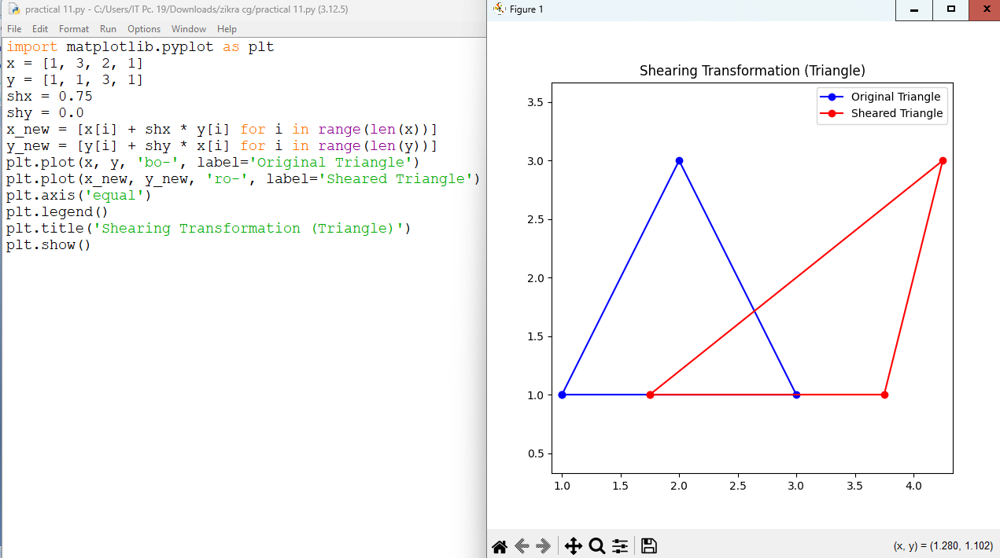 practical 11.py - C:/Users/IT Pc. 19/Downloads/zikra cg/practical 11.py (3.12.5)
File Edit Format Run Options Window Help
import matplotlib.pyplot as plt
x = [1, 3, 2, 1]
y = [1, 1, 3, 1]
shx = 0.75
shy = 0.0
x_new = [x[i] + shx * y[i] for i in range(len(x))]
y_new = [y[i] + shy * x[i] for i in range(len(y))]
plt.plot(x, y, 'bo-', label='Original Triangle')
plt.plot(x_new, y_new, 'ro-', label='Sheared Triangle')
plt.axis('equal')
plt.legend()
plt.title('Shearing Transformation (Triangle)')
plt.show()
Figure 1
Shearing Transformation (Triangle)
Original Triangle
Sheared Triangle
3.5
3.0
2.5
2.0
1.5
1.0
0.5
1.0 1.5 2.0 2.5 3.0 3.5 4.0
(x, y) = (1.280, 1.102)